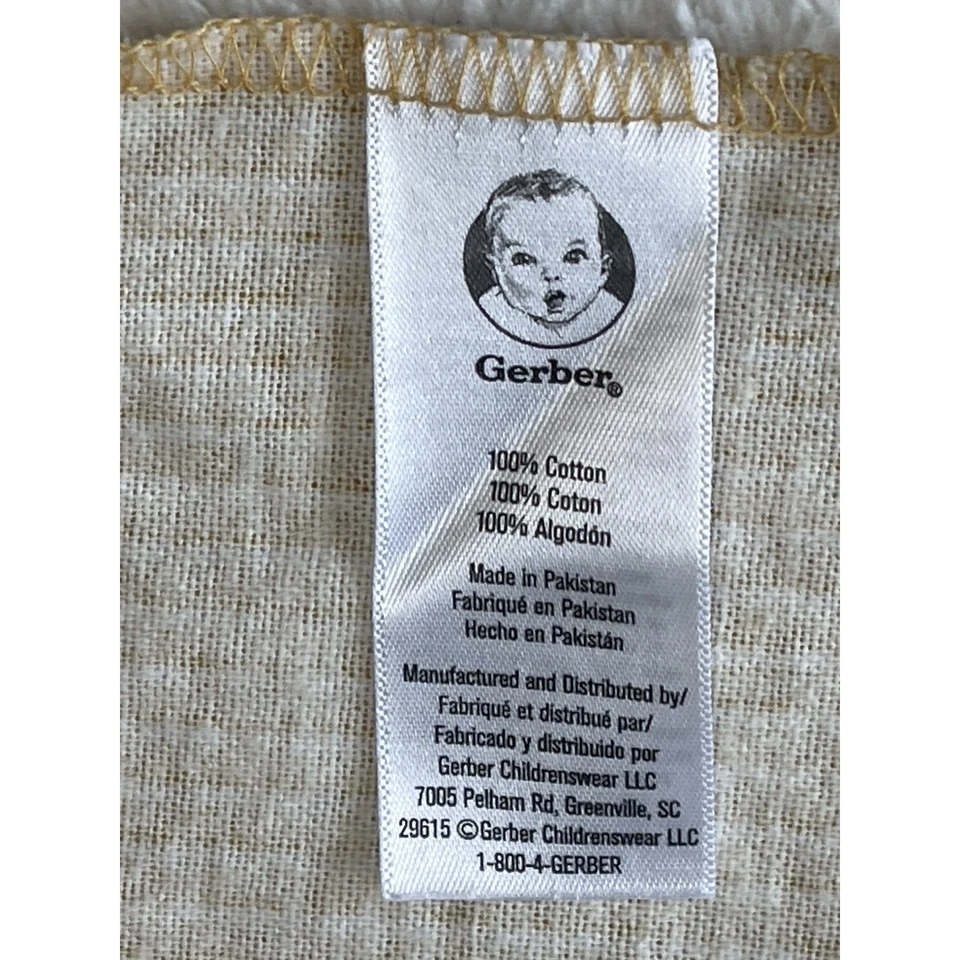 Gerber®
100% Cotton
100% Coton
100% Algodón
Made in Pakistan
Fabriqué en Pakistan
Hecho en Pakistán
Manufactured and Distributed by/
Fabriqué et distribué par/
Fabricado y distribuido por
Gerber Childrenswear LLC
7005 Pelham Rd, Greenville, SC
29615 ©Gerber Childrenswear LLC
1-800-4-GERBER